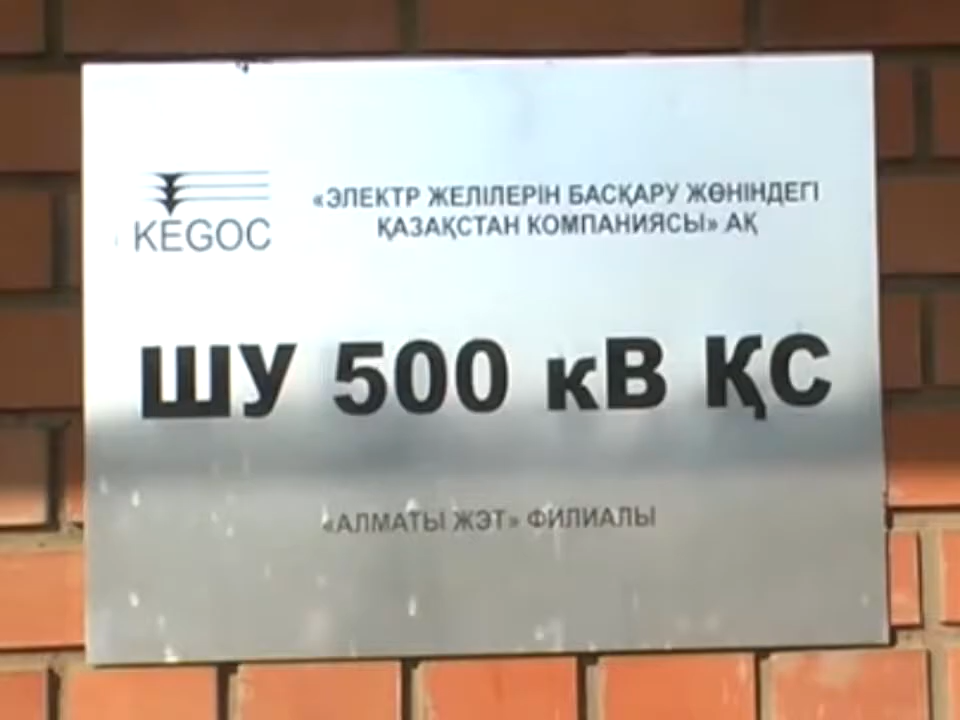 KEGOC
«ЭЛЕКТР ЖЕЛІЛЕРІН БАСҚАРУ ЖӨНІНДЕГІ
ҚАЗАҚСТАН КОМПАНИЯСЫ» АҚ
ШУ 500 кВ ҚС
«АЛМАТЫ ЖЭТ» ФИЛИАЛЫ